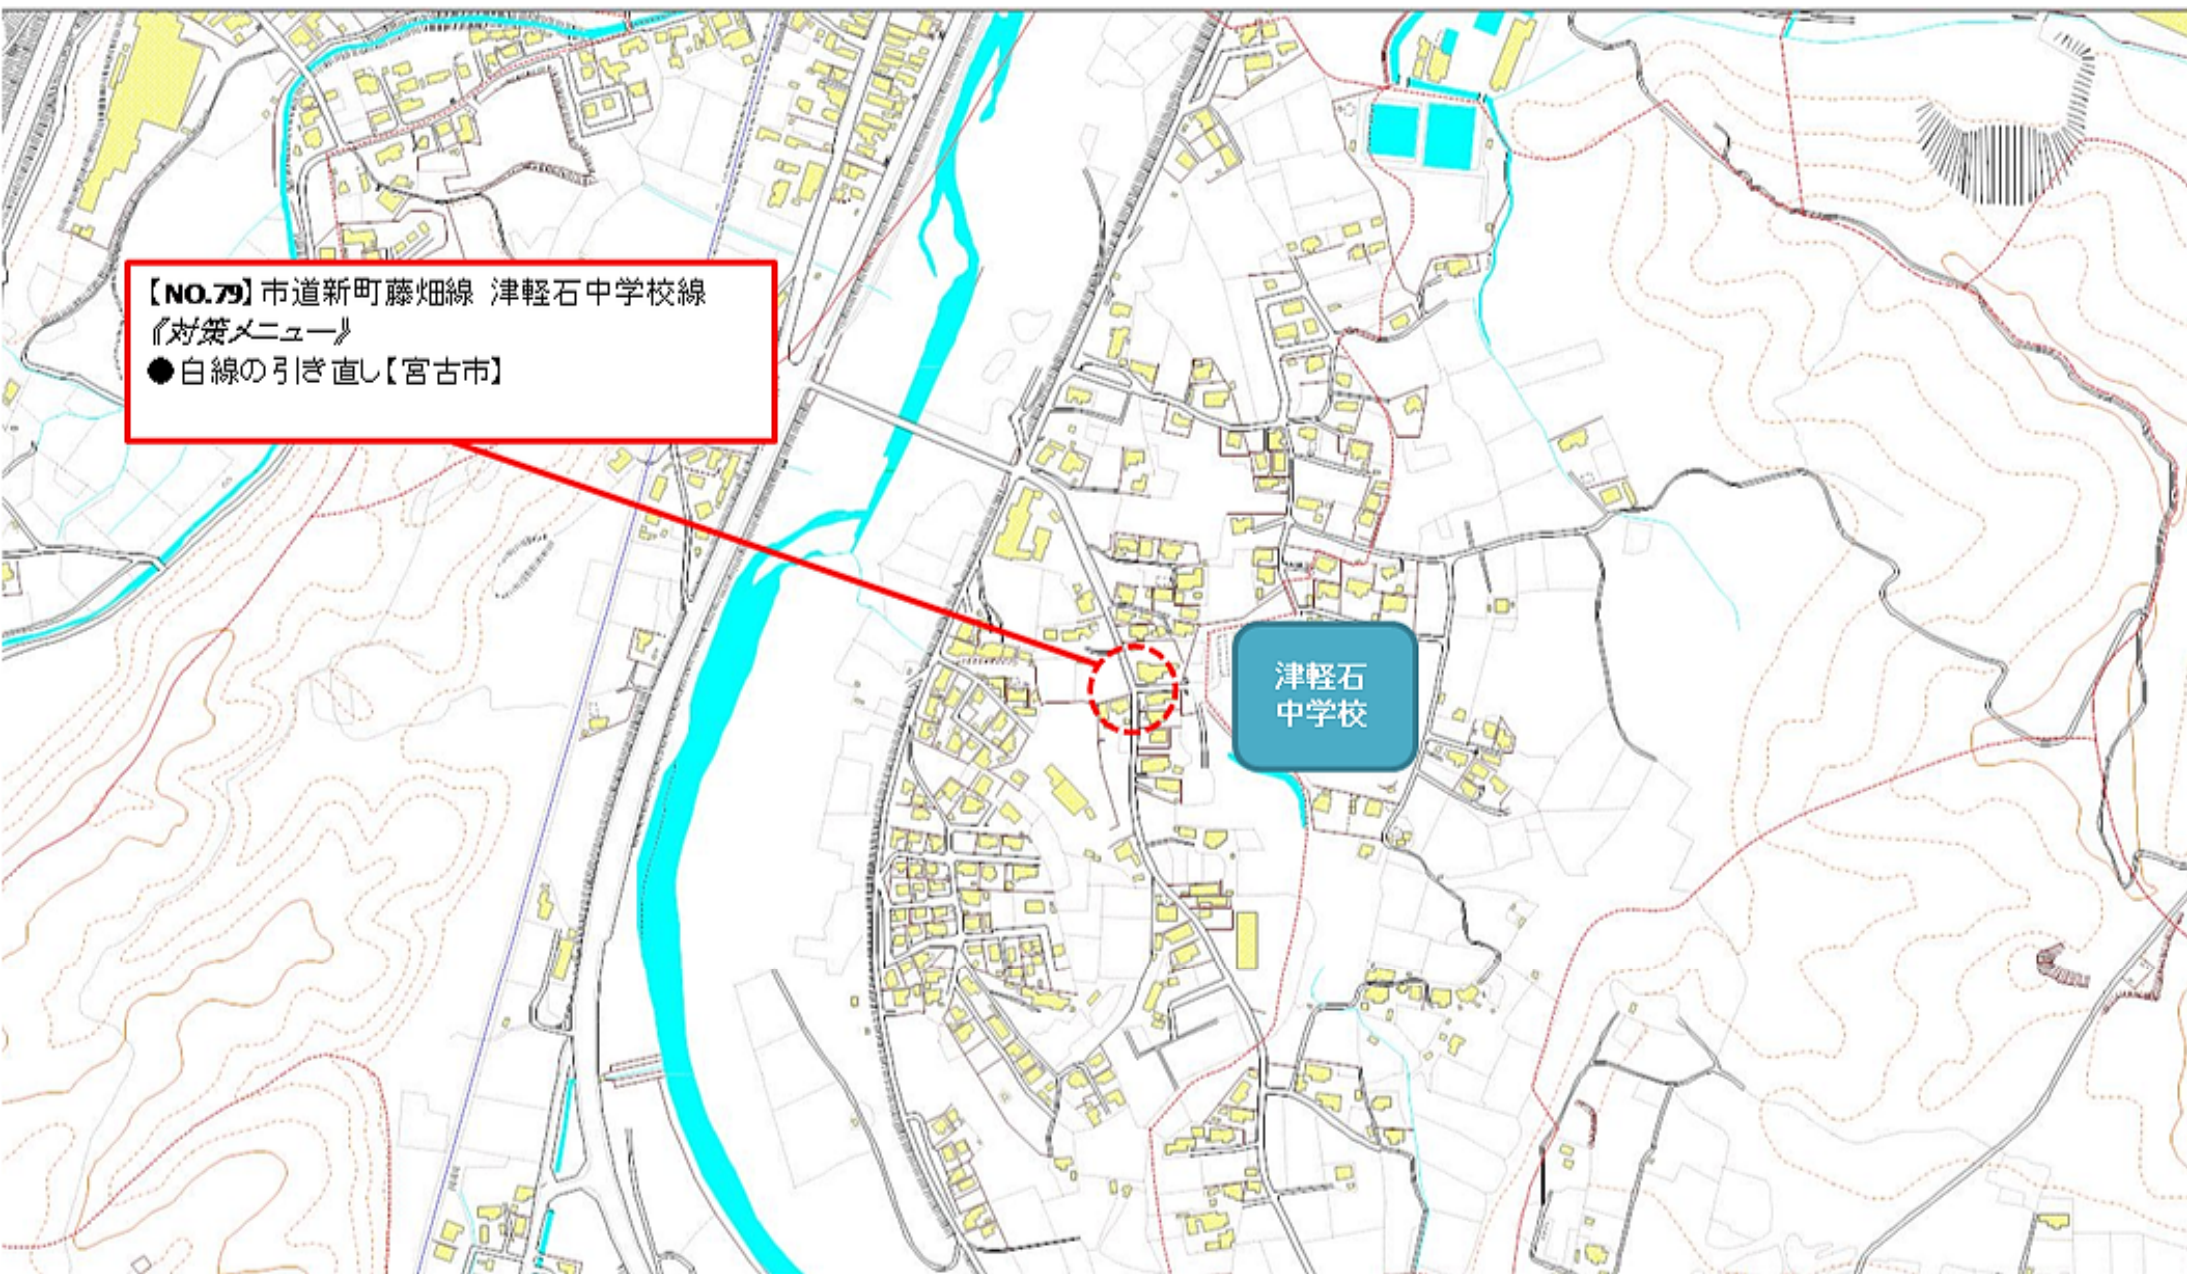 【NO.79】市道新町藤畑線 津軽石中学校線
《対策メニュー》
●白線の引き直し【宮古市】
津軽石
中学校